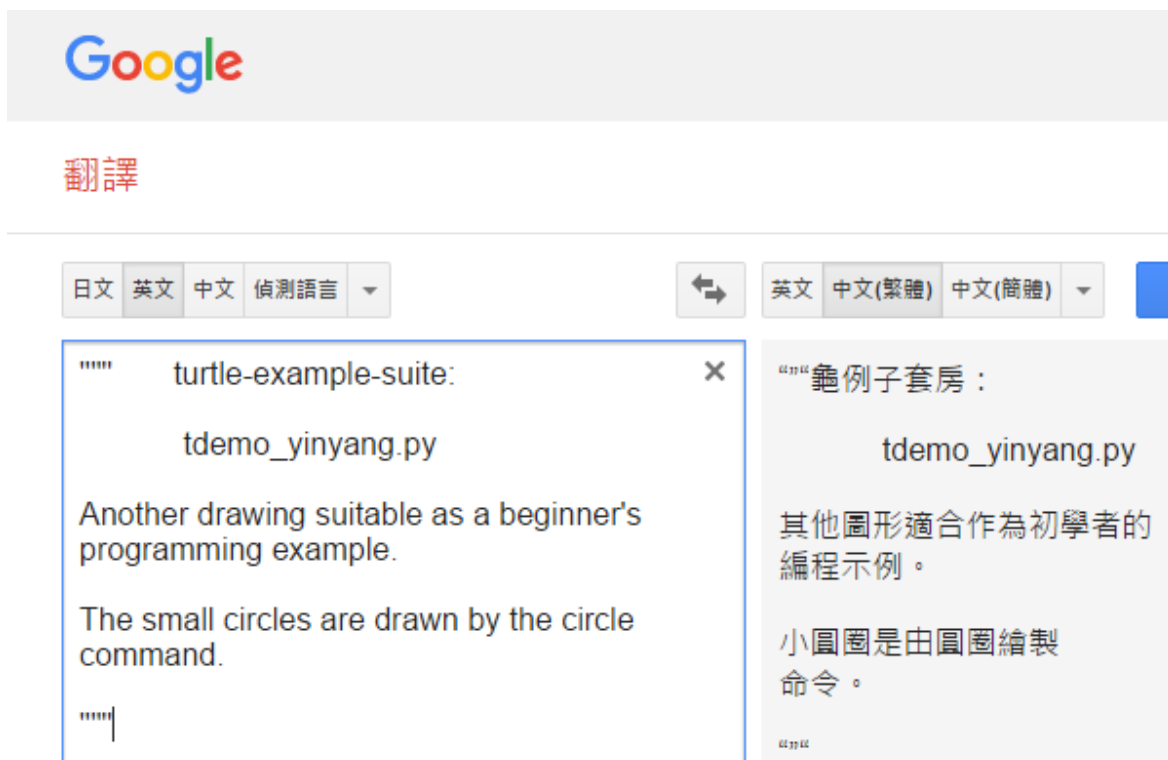 Google
翻譯
日文 英文 中文 偵測語言
英文 中文(繁體) 中文(簡體)
""" turtle-example-suite:
tdemo_yinyang.py
Another drawing suitable as a beginner's
programming example.
The small circles are drawn by the circle
command.
"""
“”“龜例子套房：
tdemo_yinyang.py
其他圖形適合作為初學者的
編程示例。
小圓圈是由圓圈繪製
命令。
“”“